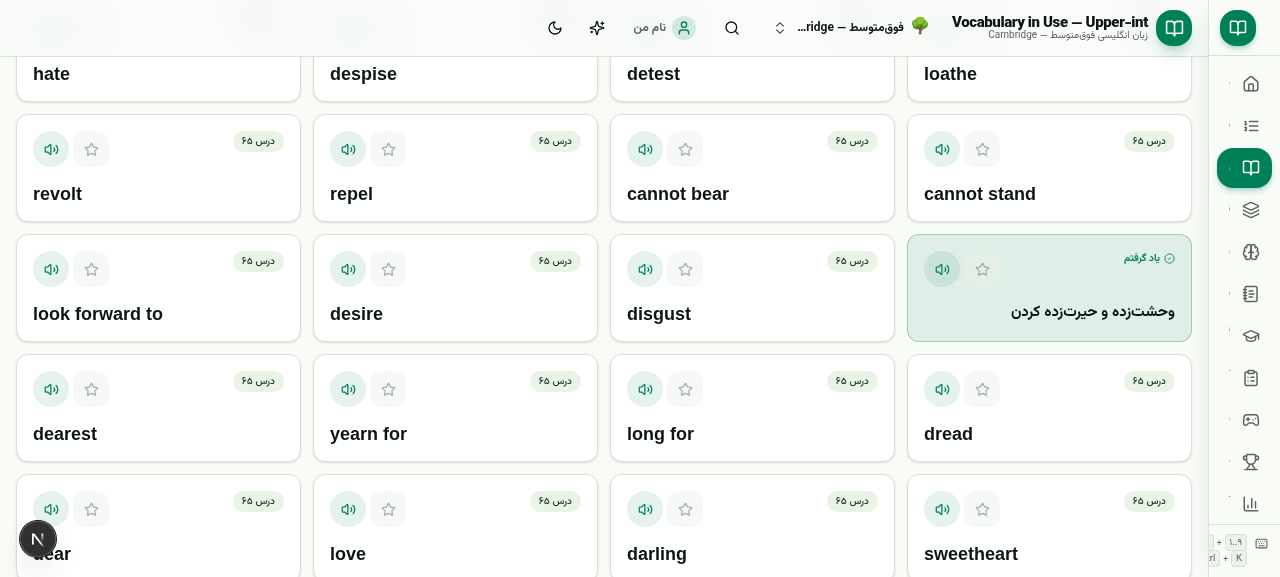 Vocabulary in Use — Upper-int
زبان انگلیسی فوق‌متوسط — Cambridge
فوق‌متوسط — ridge...
نام من
loathe
detest
despise
hate
درس ۶۵
درس ۶۵
درس ۶۵
درس ۶۵
cannot stand
cannot bear
repel
revolt
یاد گرفتم
درس ۶۵
درس ۶۵
درس ۶۵
وحشت‌زده و حیرت‌زده کردن
disgust
desire
look forward to
درس ۶۵
درس ۶۵
درس ۶۵
درس ۶۵
dread
long for
yearn for
dearest
درس ۶۵
درس ۶۵
درس ۶۵
درس ۶۵
sweetheart
darling
love
dear
۱..۹ +
K +